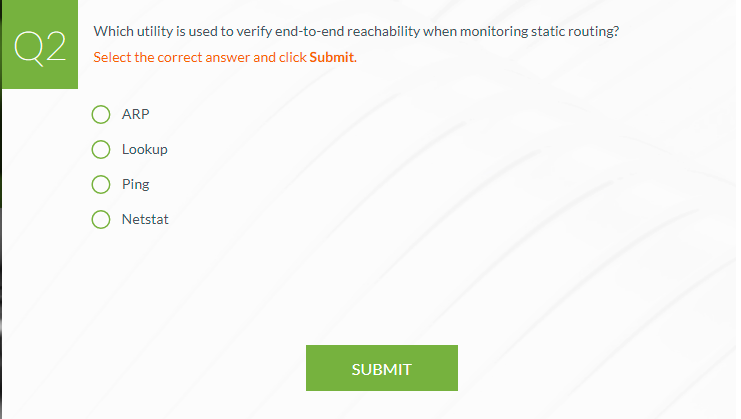 Q2
Which utility is used to verify end-to-end reachability when monitoring static routing?
Select the correct answer and click Submit.
ARP
Lookup
Ping
Netstat
SUBMIT